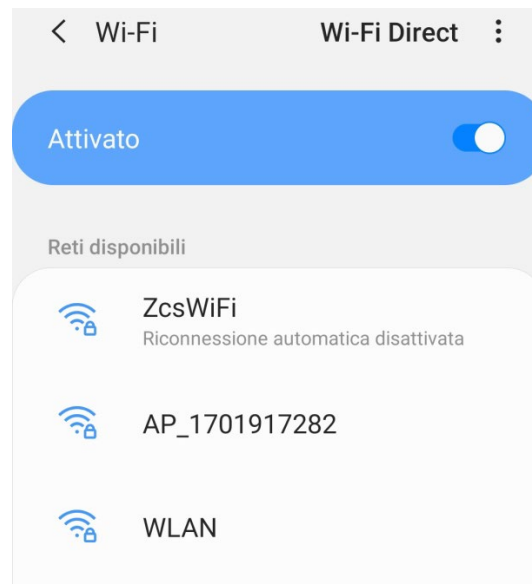 Wi-Fi Wi-Fi Direct
Attivato
Reti disponibili
ZcsWiFi
Riconnessione automatica disattivata
AP_1701917282
WLAN